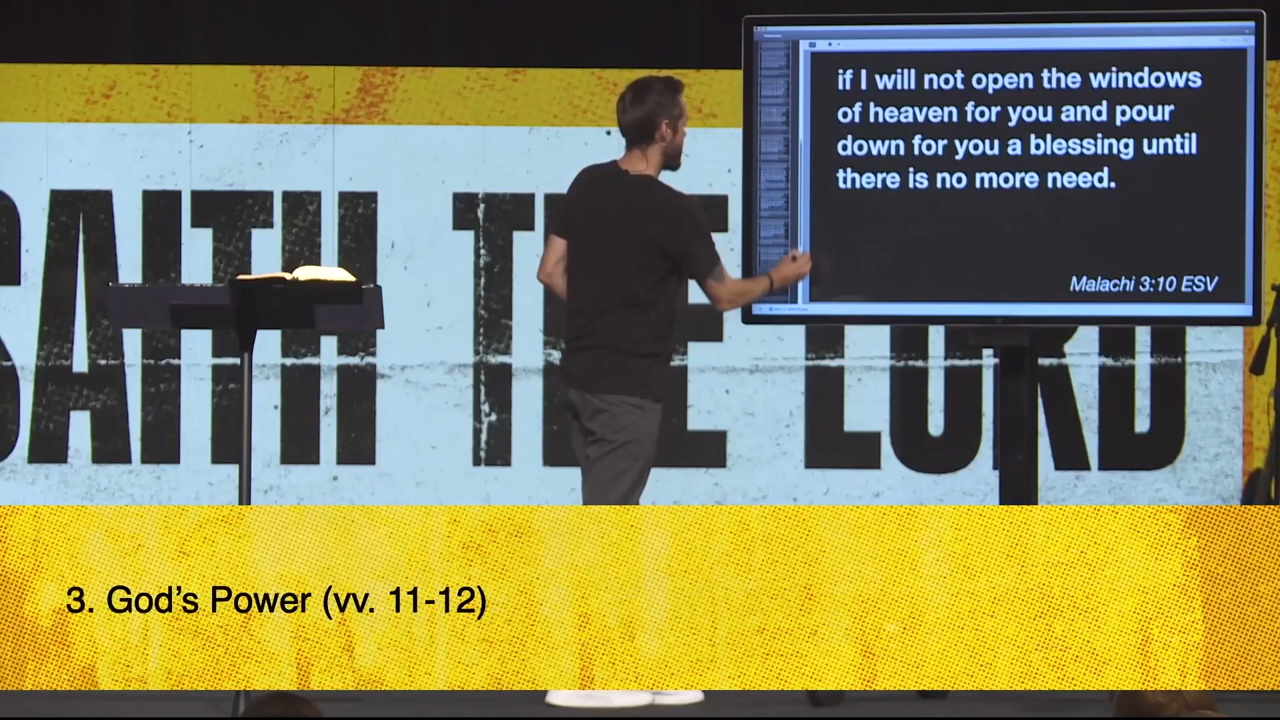 if I will not open the windows
of heaven for you and pour
down for you a blessing until
there is no more need.
Malachi 3:10 ESV
SAITH THE LORD
3. God's Power (vv. 11-12)